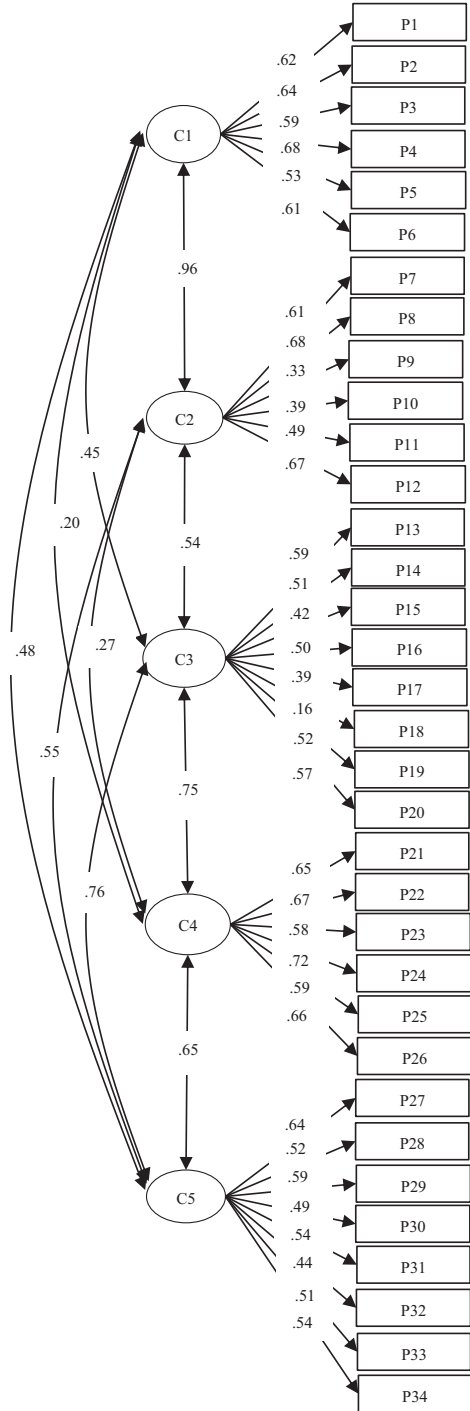 P1
.62
P2
.64
P3
.59
C1
P4
.68
P5
.53
P6
.61
.96
P7
.61
P8
.68
P9
.33
P10
.39
C2
P11
.49
.45
P12
.67
.20
P13
.54
.59
P14
.51
P15
.42
.48
.27
C3
P16
.50
P17
.39
.16
P18
.52
.55
P19
.57
.75
P20
P21
.65
.76
P22
.67
C4
P23
.58
P24
.72
.59
P25
.66
.65
P26
P27
.64
P28
.52
P29
.59
C5
P30
.49
P31
.54
.44
P32
.51
P33
.54
P34